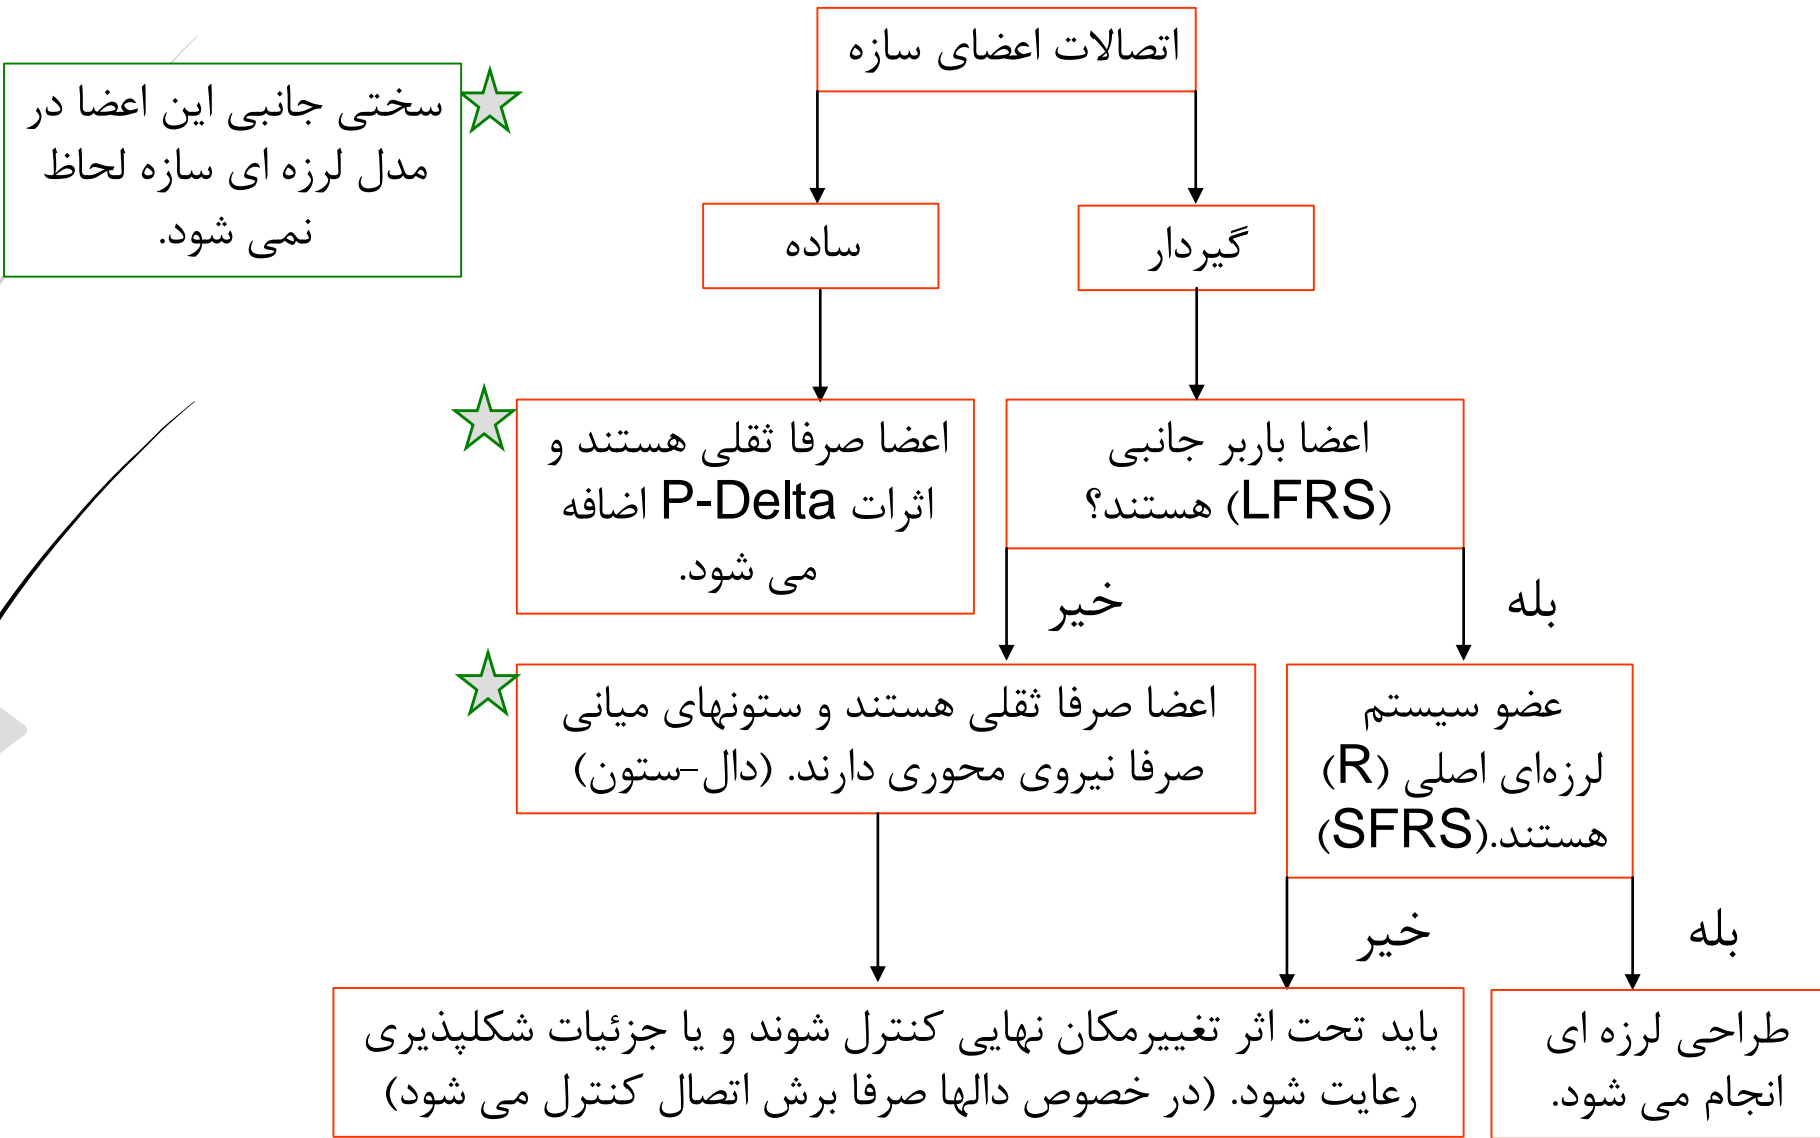 اتصالات اعضای سازه
سختی جانبی این اعضا در
مدل لرزه ای سازه لحاظ
نمی شود.
گیردار
ساده
اعضا باربر جانبی
(LFRS) هستند؟
اعضا صرفا ثقلی هستند و
اثرات P-Delta اضافه
می شود.
بله
خیر
عضو سیستم
لرزه‌ای اصلی (R)
هستند.(SFRS)
اعضا صرفا ثقلی هستند و ستونهای میانی
صرفا نیروی محوری دارند. (دال-ستون)
بله
خیر
طراحی لرزه ای
انجام می شود.
باید تحت اثر تغییرمکان نهایی کنترل شوند و یا جزئیات شکلپذیری
رعایت شود. (در خصوص دالها صرفا برش اتصال کنترل می شود)